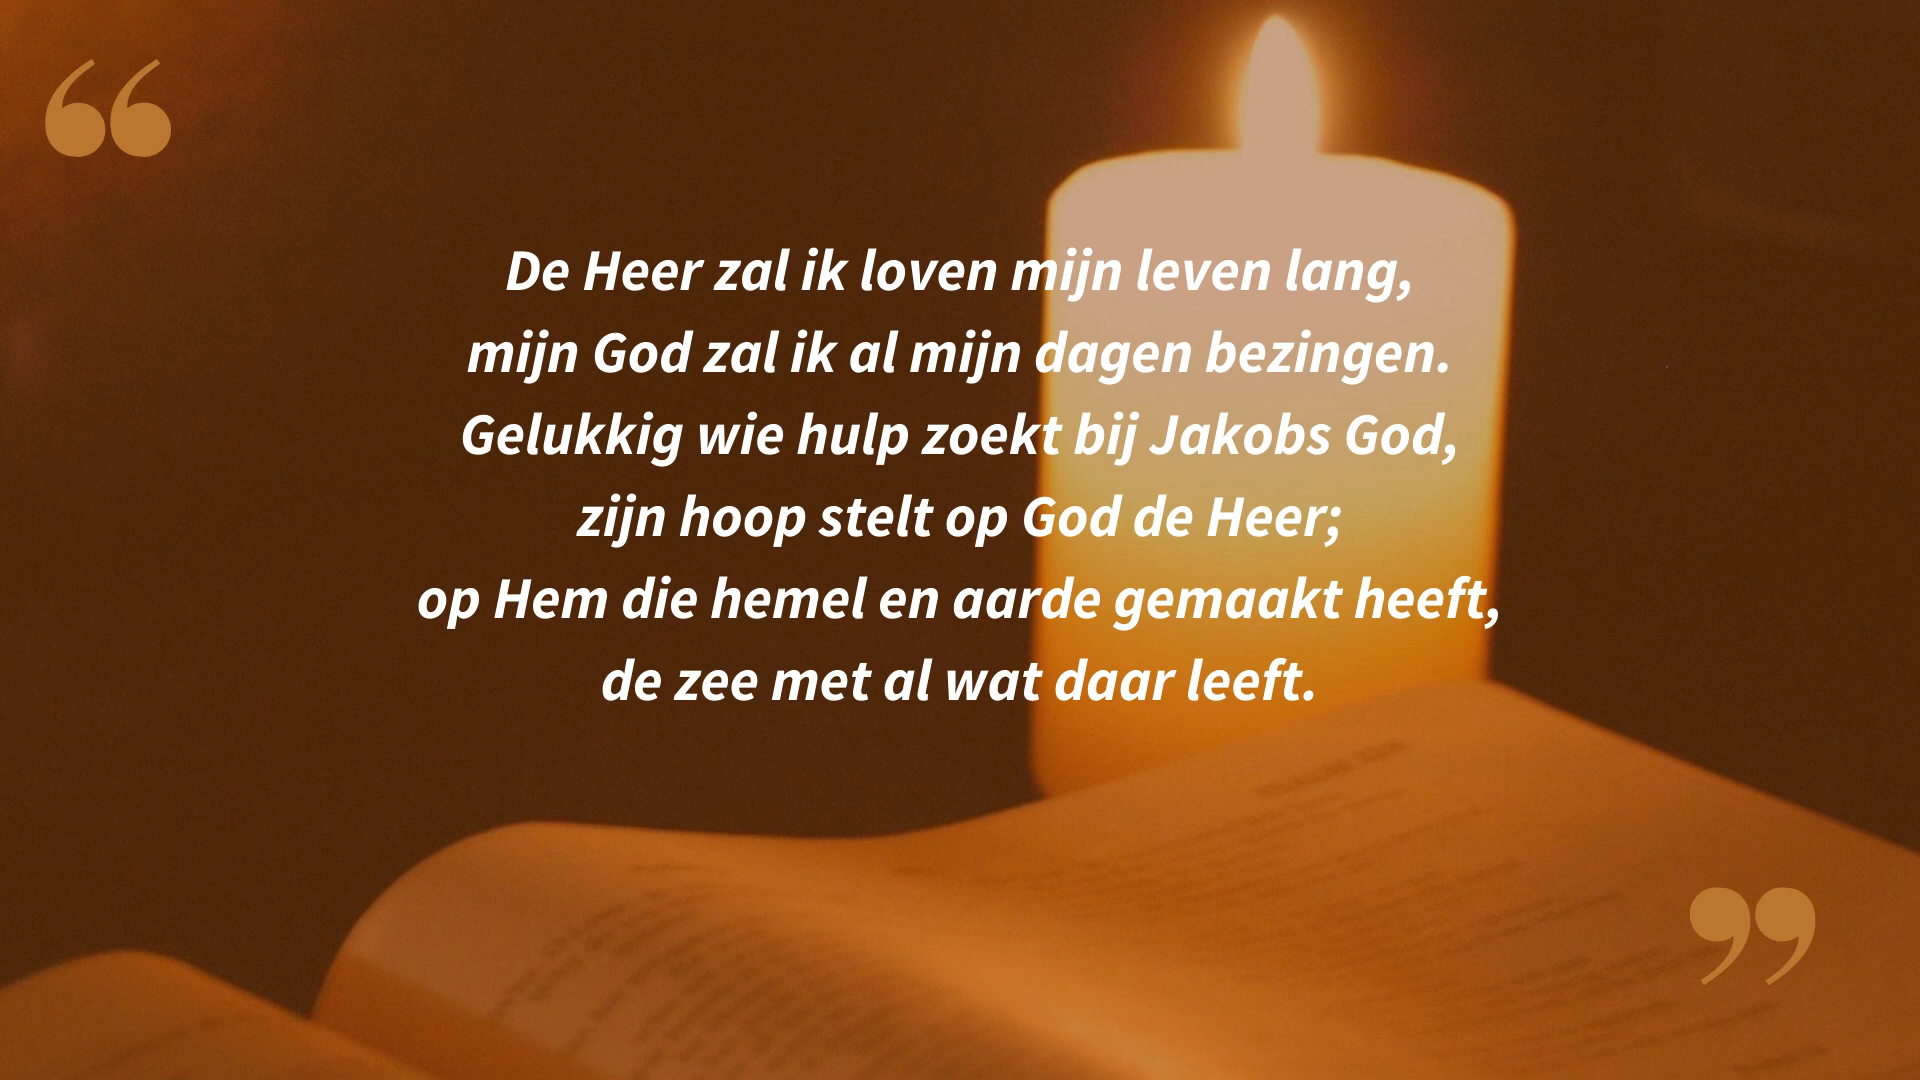 “
De Heer zal ik loven mijn leven lang,
mijn God zal ik al mijn dagen bezingen.
Gelukkig wie hulp zoekt bij Jakobs God,
zijn hoop stelt op God de Heer;
op Hem die hemel en aarde gemaakt heeft,
de zee met al wat daar leeft.
”